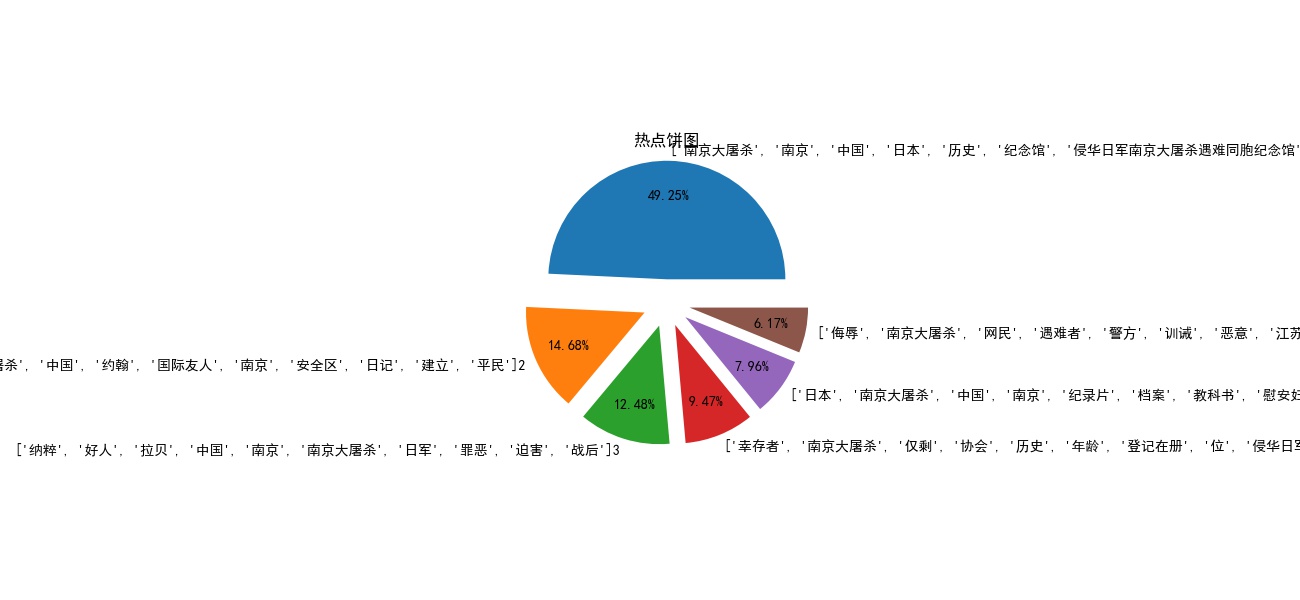 热点饼图
['南京大屠杀', '南京', '中国', '日本', '历史', '纪念馆', '侵华日军南京大屠杀遇难同胞纪念馆'
49.25%
6.17%
['侮辱', '南京大屠杀', '网民', '遇难者', '警方', '训诫', '恶意', '江苏
14.68%
屠杀', '中国', '约翰', '国际友人', '南京', '安全区', '日记', '建立', '平民']2
7.96%
['日本', '南京大屠杀', '中国', '南京', '纪录片', '档案', '教科书', '慰安妇
12.48%
9.47%
['纳粹', '好人', '拉贝', '中国', '南京', '南京大屠杀', '日军', '罪恶', '迫害', '战后']3
['幸存者', '南京大屠杀', '仅剩', '协会', '历史', '年龄', '登记在册', '位', '侵华日军